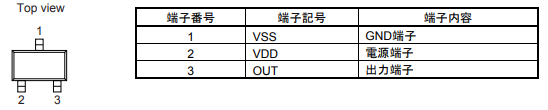 Top view
1
2 3
端子番号 端子記号 端子内容
1 VSS GND端子
2 VDD 電源端子
3 OUT 出力端子